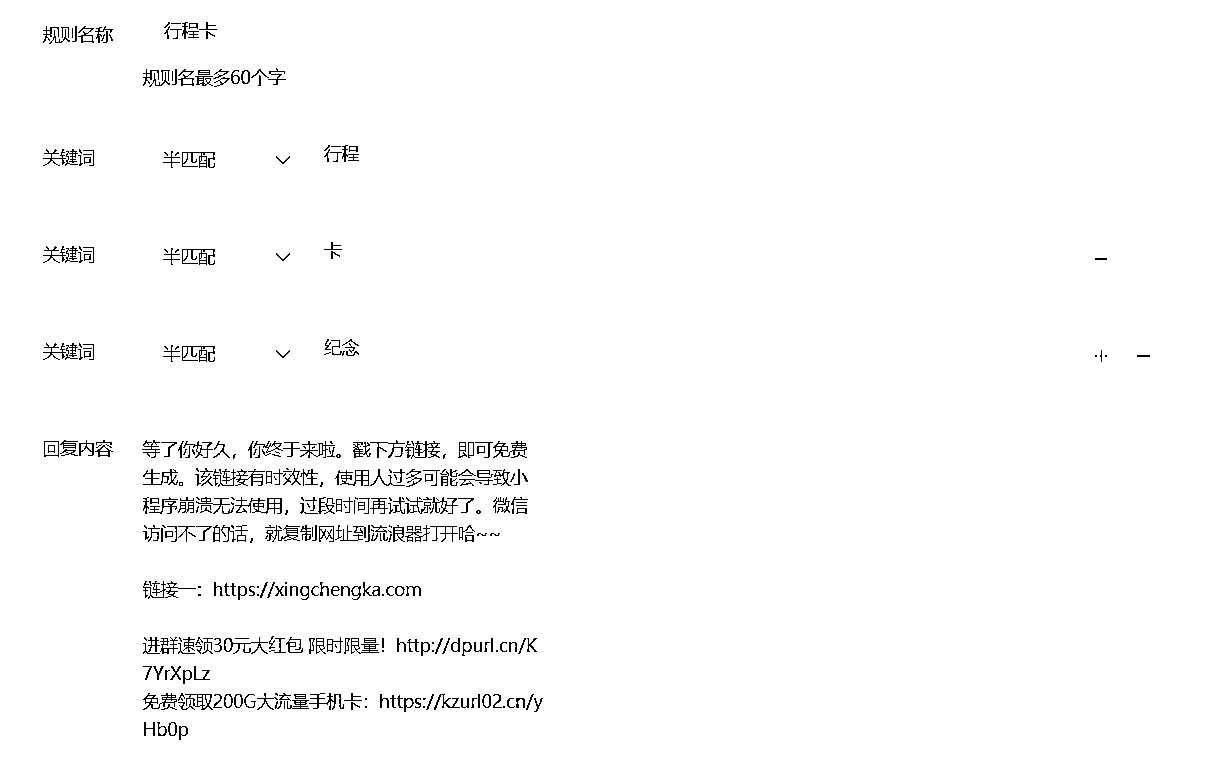 规则名称 行程卡
规则名最多60个字
关键词 半匹配 行程
关键词 半匹配 卡
关键词 半匹配 纪念
回复内容 等了你好久，你终于来啦。戳下方链接，即可免费
生成。该链接有时效性，使用人过多可能会导致小
程序崩溃无法使用，过段时间再试试就好了。微信
访问不了的话，就复制网址到流浪器打开哈~~
链接一：https://xingchengka.com
进群速领30元大红包 限时限量！http://dpurl.cn/K
7YrXpLz
免费领取200G大流量手机卡：https://kzurl02.cn/y
Hb0p